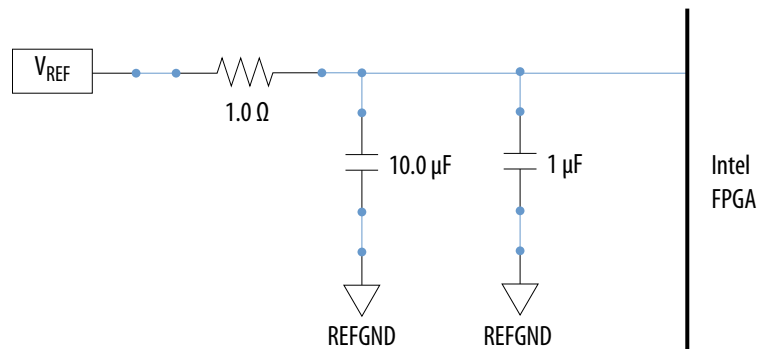 VREF
1.0 Ω
10.0 µF
1 µF
Intel
FPGA
REFGND
REFGND